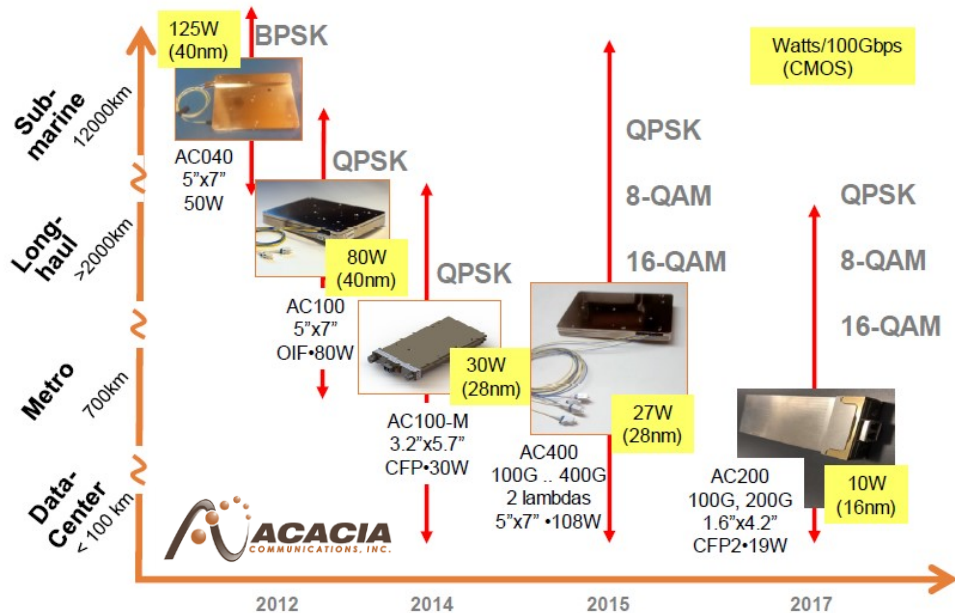 125W
(40nm)
BPSK
Watts/100Gbps
(CMOS)
Sub-
marine
12000km
AC040
5”x7”
50W
QPSK
80W
(40nm)
AC100
5”x7”
OIF•80W
Long-
haul
>2000km
QPSK
30W
(28nm)
AC100-M
3.2”x5.7”
CFP•30W
QPSK
8-QAM
16-QAM
27W
(28nm)
AC400
100G .. 400G
2 lambdas
5”x7” •108W
QPSK
8-QAM
16-QAM
10W
(16nm)
AC200
100G, 200G
1.6”x4.2”
CFP2•19W
Metro
700km
Data-
Center
< 100 km
ACACIA
COMMUNICATIONS, INC.
2012
2014
2015
2017